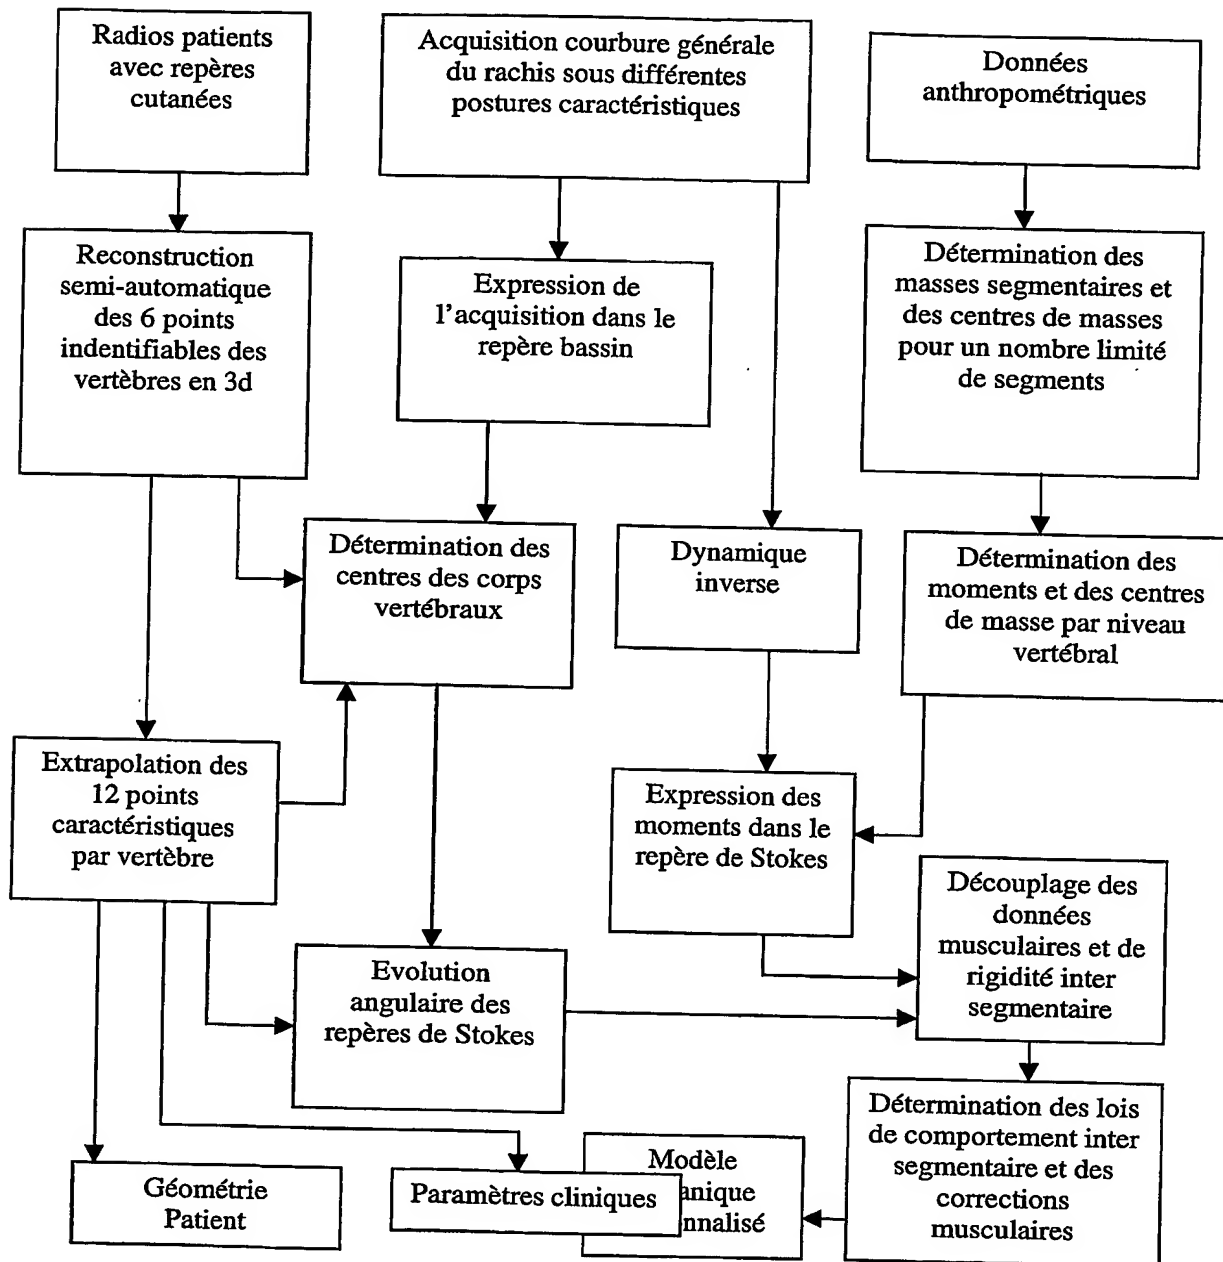 Radios patients
avec repères
cutanées
Acquisition courbure générale
du rachis sous différentes
postures caractéristiques
Données
anthropométriques
Reconstruction
semi-automatique
des 6 points
indentifiables des
vertèbres en 3d
Expression de
l'acquisition dans le
repère bassin
Détermination des
masses segmentaires et
des centres de masses
pour un nombre limité
de segments
Détermination des
centres des corps
vertébraux
Dynamique
inverse
Détermination des
moments et des centres
de masse par niveau
vertébral
Extrapolation des
12 points
caractéristiques
par vertèbre
Expression des
moments dans le
repère de Stokes
Découplage des
données
musculaires et de
rigidité inter
segmentaire
Evolution
angulaire des
repères de Stokes
Détermination des lois
de comportement inter
segmentaire et des
corrections
musculaires
Géométrie
Patient
Paramètres cliniques
Modèle
anique
nnalisé